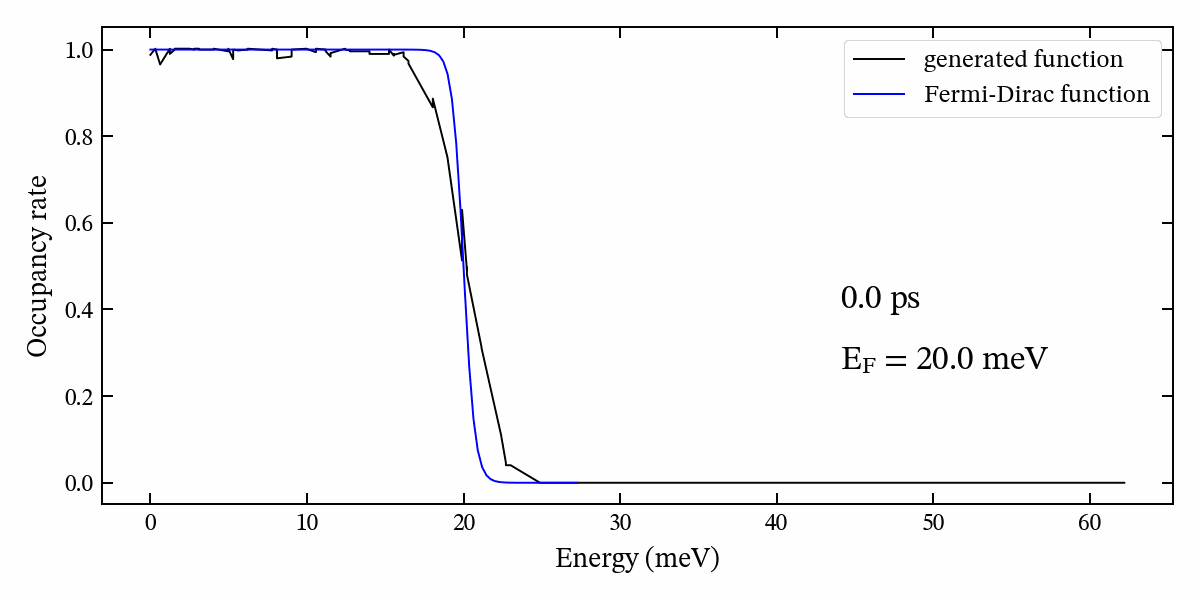 1.0
0.8
0.6
0.4
0.2
0.0
Occupancy rate
generated function
Fermi-Dirac function
0.0 ps
E_F = 20.0 meV
0 10 20 30 40 50 60
Energy (meV)